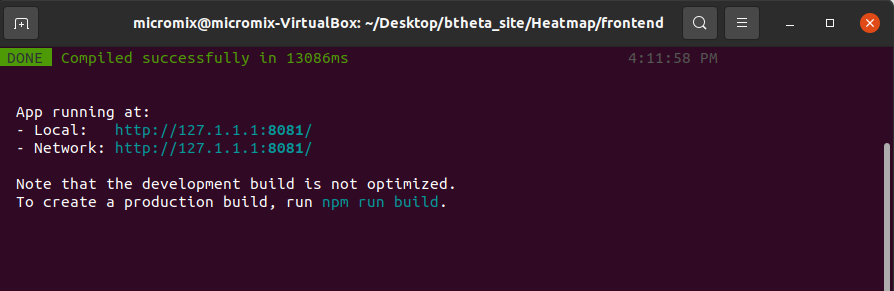 micromix@micromix-VirtualBox: ~/Desktop/btheta_site/Heatmap/frontend
DONE Compiled successfully in 13086ms 4:11:58 PM
App running at:
- Local: http://127.1.1.1:8081/
- Network: http://127.1.1.1:8081/
Note that the development build is not optimized.
To create a production build, run npm run build.